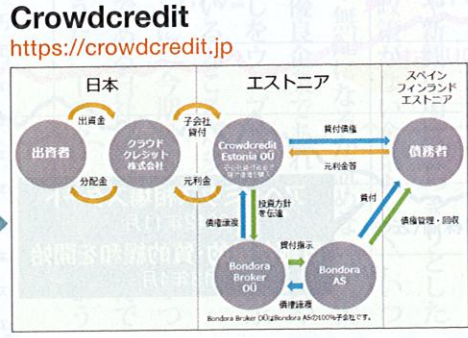 Crowdcredit
https://crowdcredit.jp
日本
エストニア
スペイン
フィンランド
エストニア
出資金
子会社
貸付
出資者
クラウド
クレジット
株式会社
Crowdcredit
Estonia OÜ
貸付債権
元利金等
債務者
分配金
元利金
債権譲渡
投資方針
を伝達
貸付
債権管理・回収
Bondora
Broker
OÜ
貸付指示
債権譲渡
Bondora
AS
Bondora Broker OÜはBondora ASの100%子会社です。